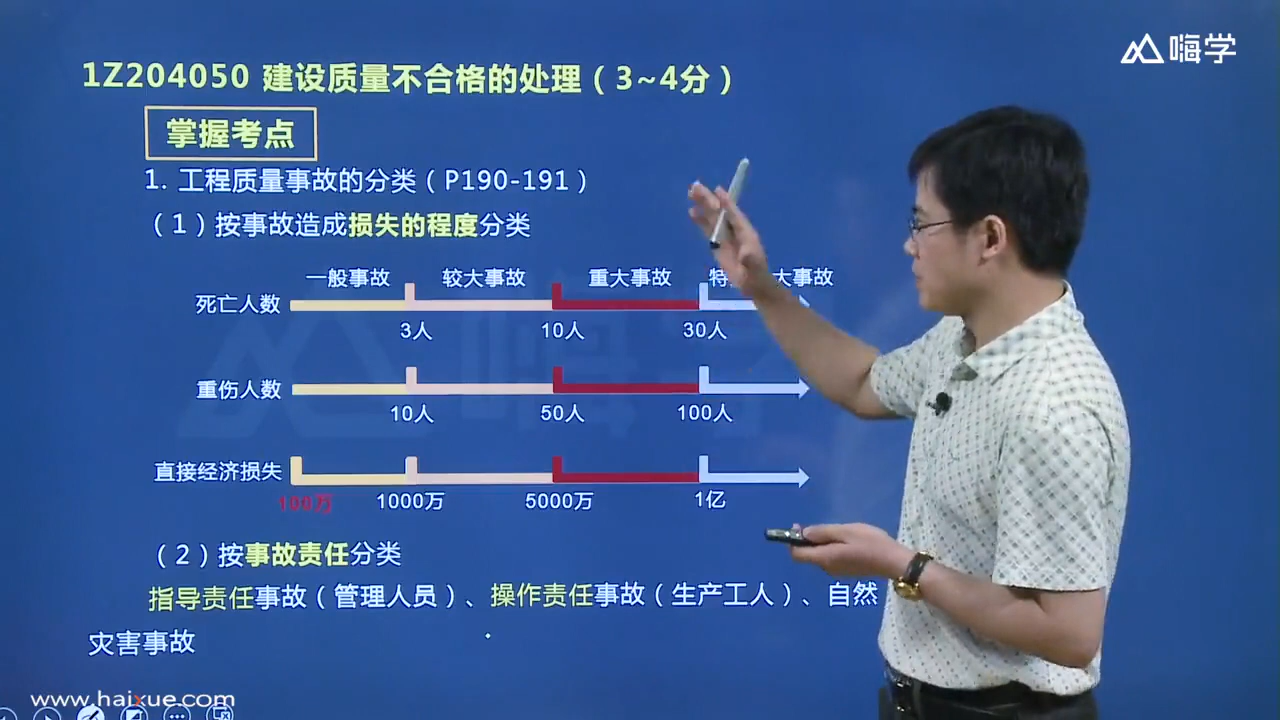 嗨学
1Z204050 建设质量不合格的处理（3~4分）
掌握考点
1. 工程质量事故的分类（P190-191）
（1）按事故造成损失的程度分类
一般事故 较大事故 重大事故 特 大事故
死亡人数
3人 10人 30人
重伤人数
10人 50人 100人
直接经济损失
100万 1000万 5000万 1亿
（2）按事故责任分类
指导责任事故（管理人员）、操作责任事故（生产工人）、自然
灾害事故
www.haixue.com